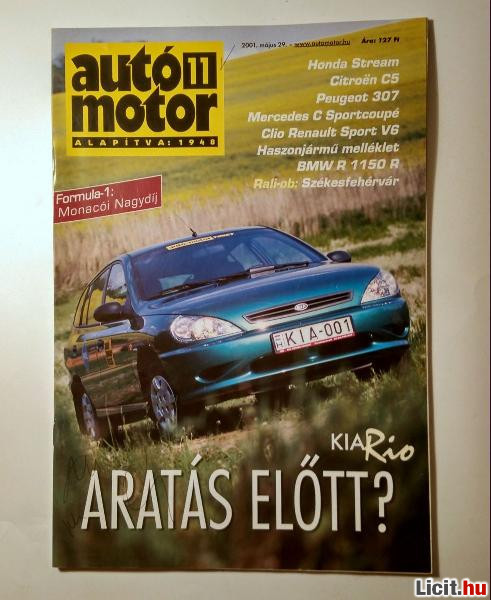 2001. május 29. - www.automotor.hu
Ára: 127 Ft
autó 11
motor
ALAPÍTVA: 1948
Honda Stream
Citroën C5
Peugeot 307
Mercedes C Sportcoupé
Clio Renault Sport V6
Haszonjármű melléklet
BMW R 1150 R
Rali-ob: Székesfehérvár
Formula-1:
Monacói Nagydíj
KIA
KIA-001
KIA Rio
ARATÁS ELŐTT?
Licit.hu